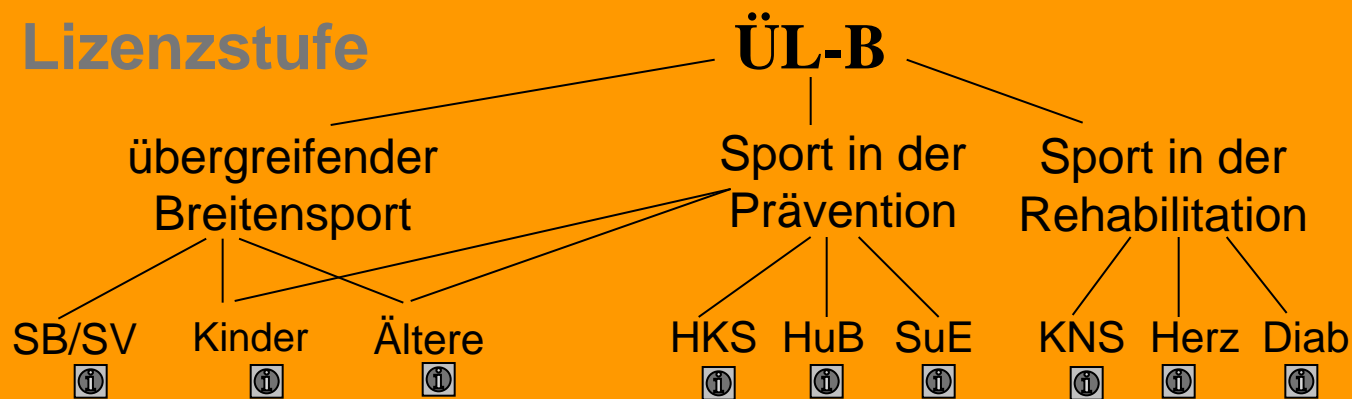 Lizenzstufe
ÜL-B
übergreifender
Breitensport
Sport in der
Prävention
Sport in der
Rehabilitation
SB/SV
Kinder
Ältere
HKS
HuB
SuE
KNS
Herz
Diab